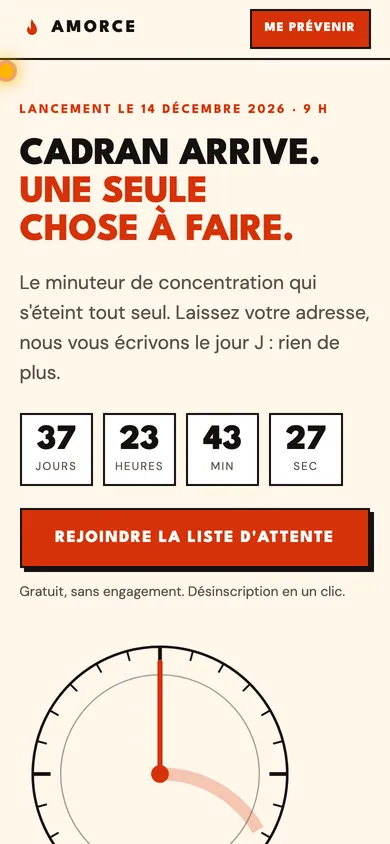 AMORCE
ME PRÉVENIR
LANCEMENT LE 14 DÉCEMBRE 2026 · 9 H
CADRAN ARRIVE.
UNE SEULE
CHOSE À FAIRE.
Le minuteur de concentration qui
s'éteint tout seul. Laissez votre adresse,
nous vous écrivons le jour J : rien de
plus.
37 23 43 27
JOURS HEURES MIN SEC
REJOINDRE LA LISTE D'ATTENTE
Gratuit, sans engagement. Désinscription en un clic.